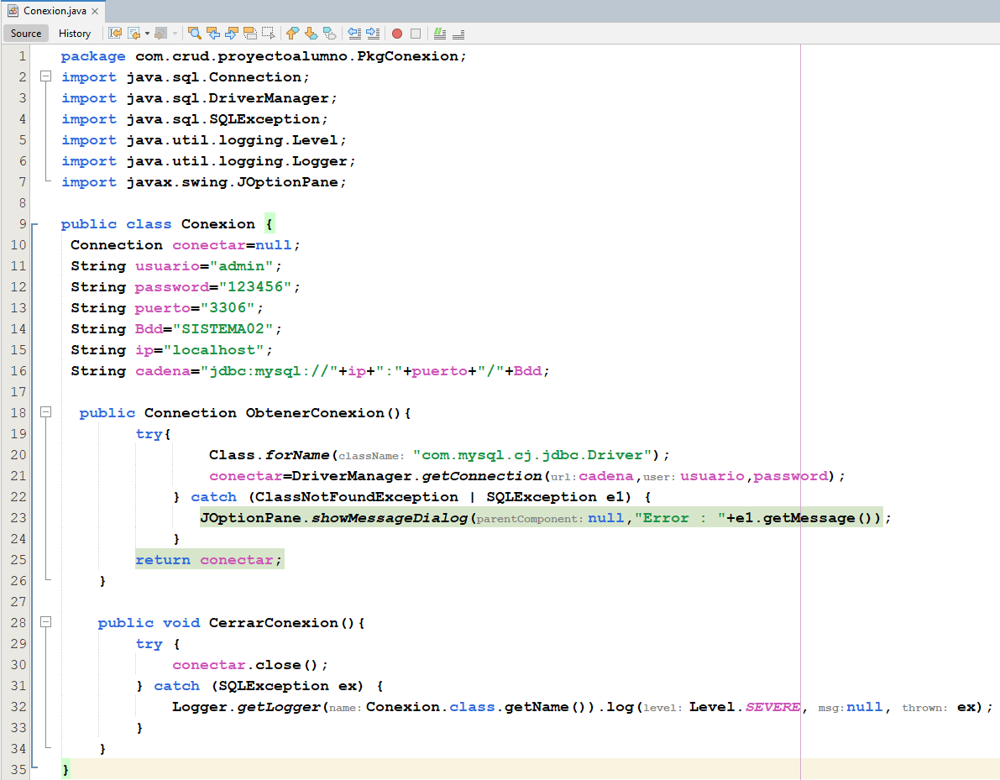 Conexion.java
Source History
1 package com.crud.proyectoalumno.PkgConexion;
2 import java.sql.Connection;
3 import java.sql.DriverManager;
4 import java.sql.SQLException;
5 import java.util.logging.Level;
6 import java.util.logging.Logger;
7 import javax.swing.JOptionPane;
8
9 public class Conexion {
10 Connection conectar=null;
11 String usuario="admin";
12 String password="123456";
13 String puerto="3306";
14 String Bdd="SISTEMA02";
15 String ip="localhost";
16 String cadena="jdbc:mysql://"+ip+":"+puerto+"/"+Bdd;
17
18 public Connection ObtenerConexion(){
19 try{
20 Class.forName(className: "com.mysql.cj.jdbc.Driver");
21 conectar=DriverManager.getConnection(url:cadena,user:usuario,password);
22 } catch (ClassNotFoundException | SQLException e1) {
23 JOptionPane.showMessageDialog(parentComponent: null,"Error : "+e1.getMessage());
24 }
25 return conectar;
26 }
27
28 public void CerrarConexion(){
29 try {
30 conectar.close();
31 } catch (SQLException ex) {
32 Logger.getLogger(name: Conexion.class.getName()).log(level: Level.SEVERE, msg:null, thrown: ex);
33 }
34 }
35 }